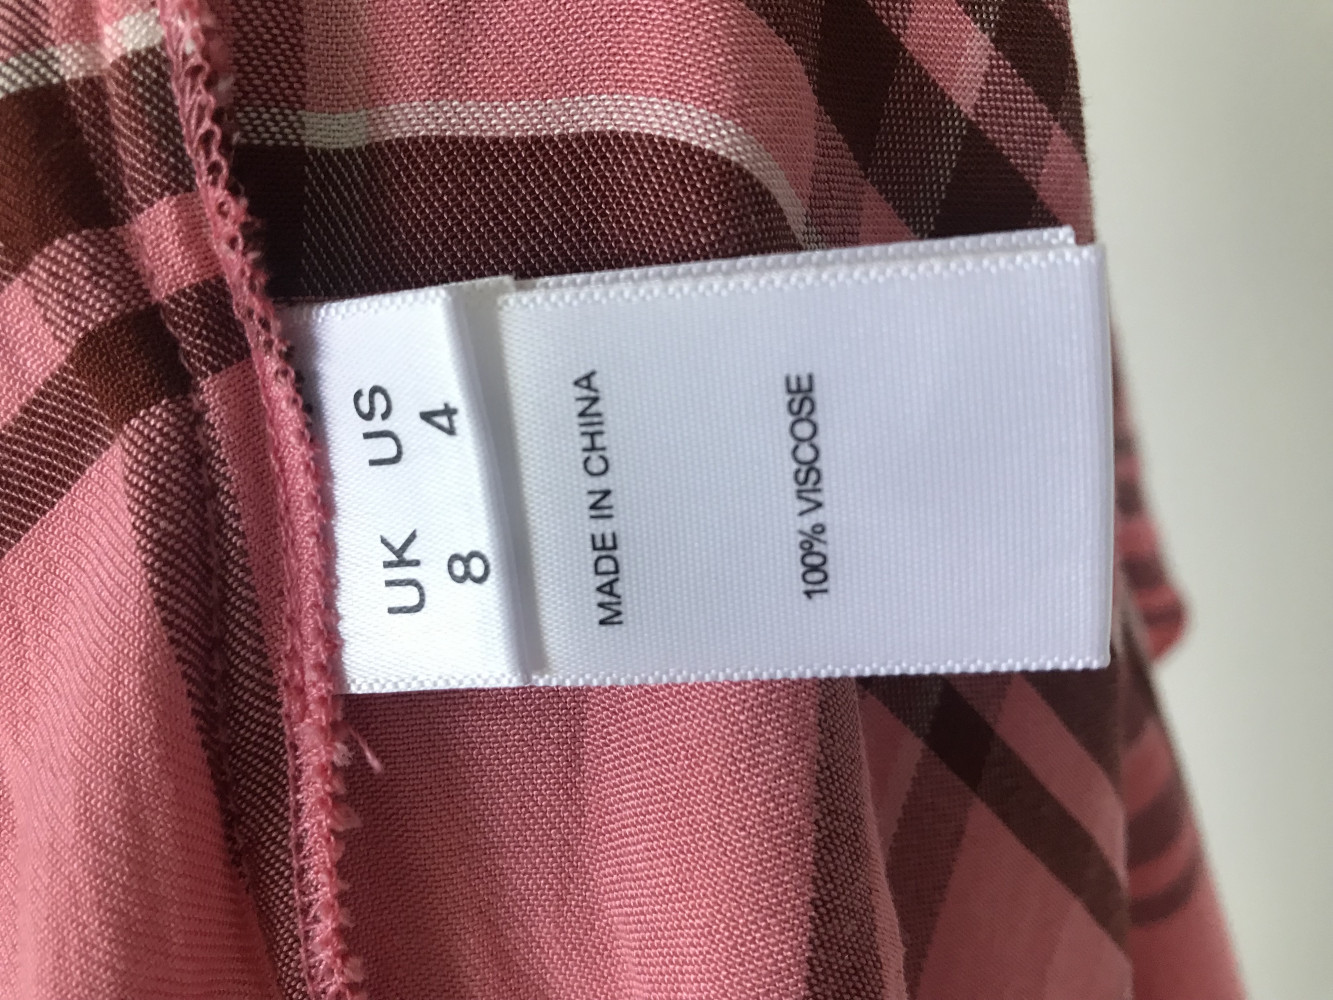 UK US
8 4
MADE IN CHINA
100% VISCOSE